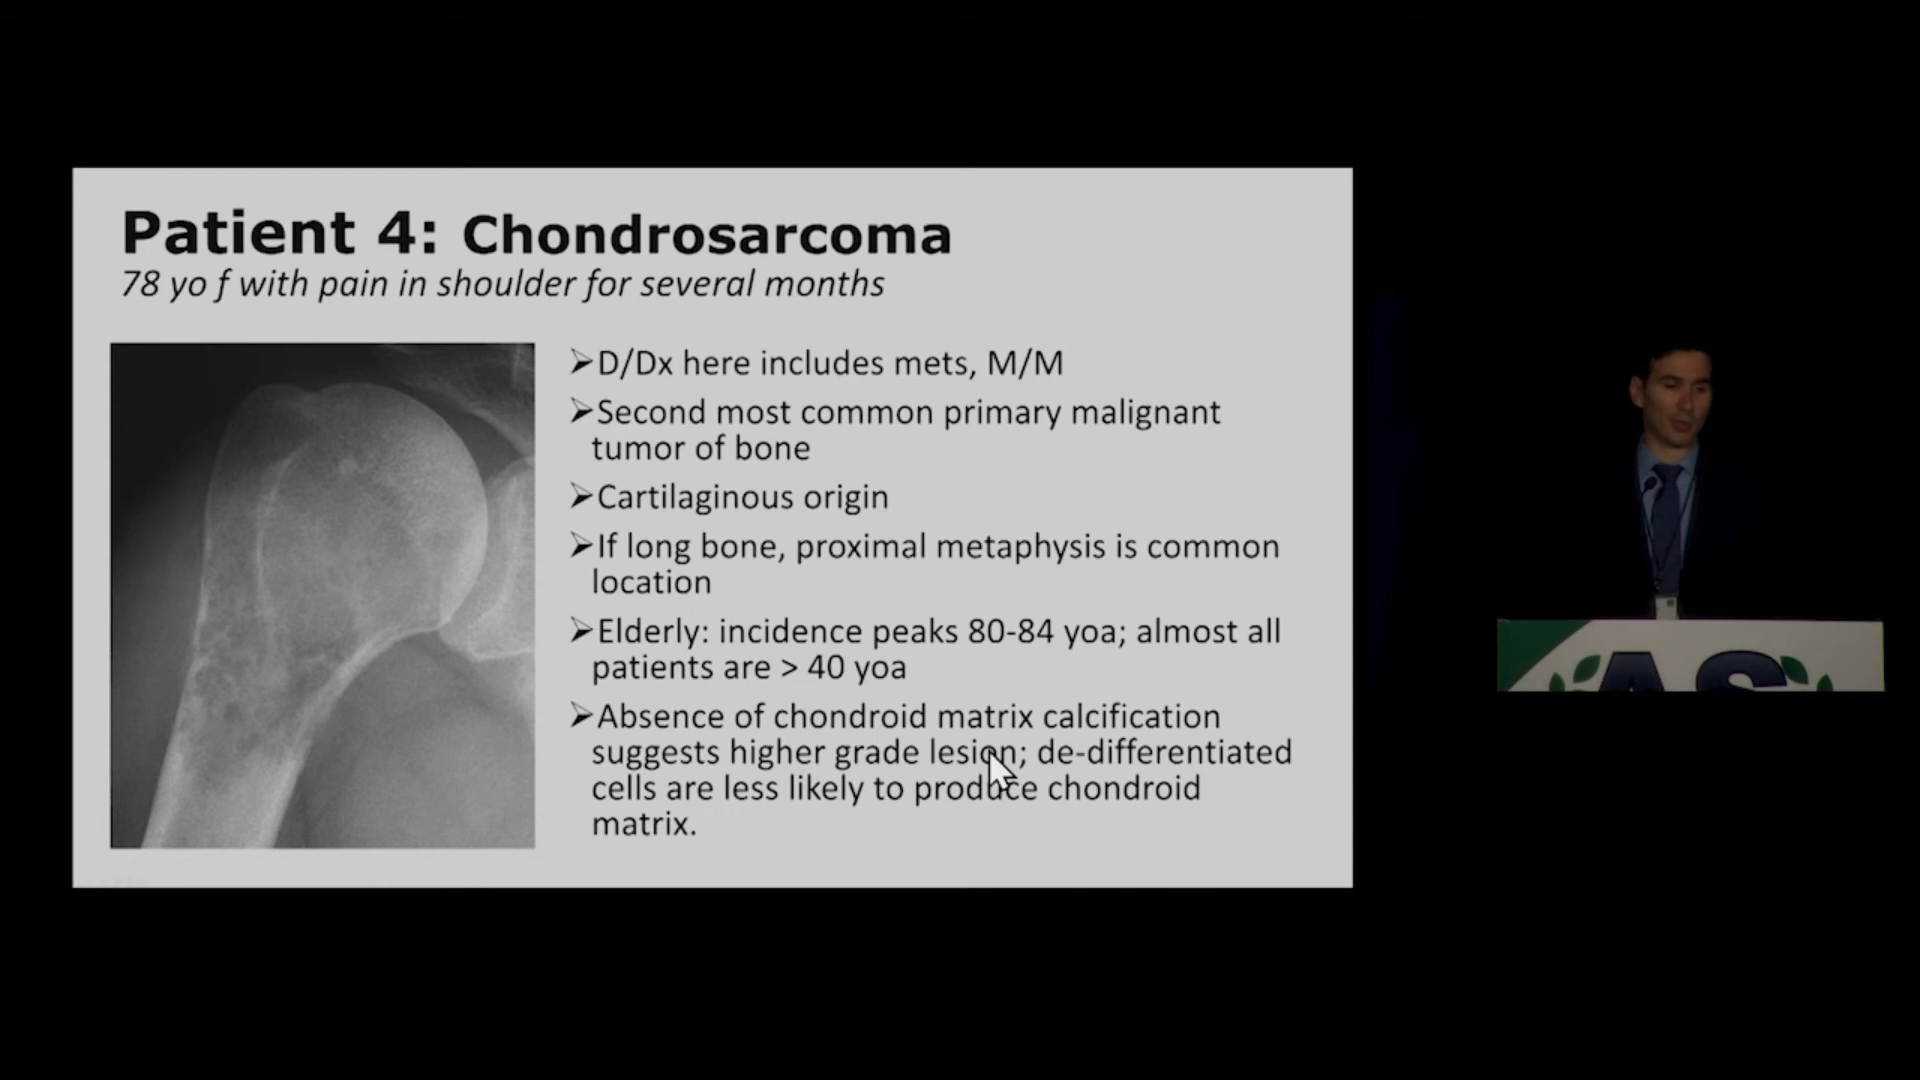 Patient 4: Chondrosarcoma
78 yo f with pain in shoulder for several months
➢D/Dx here includes mets, M/M
➢Second most common primary malignant
tumor of bone
➢Cartilaginous origin
➢If long bone, proximal metaphysis is common
location
➢Elderly: incidence peaks 80-84 yoa; almost all
patients are > 40 yoa
➢Absence of chondroid matrix calcification
suggests higher grade lesion; de-differentiated
cells are less likely to produce chondroid
matrix.
AS